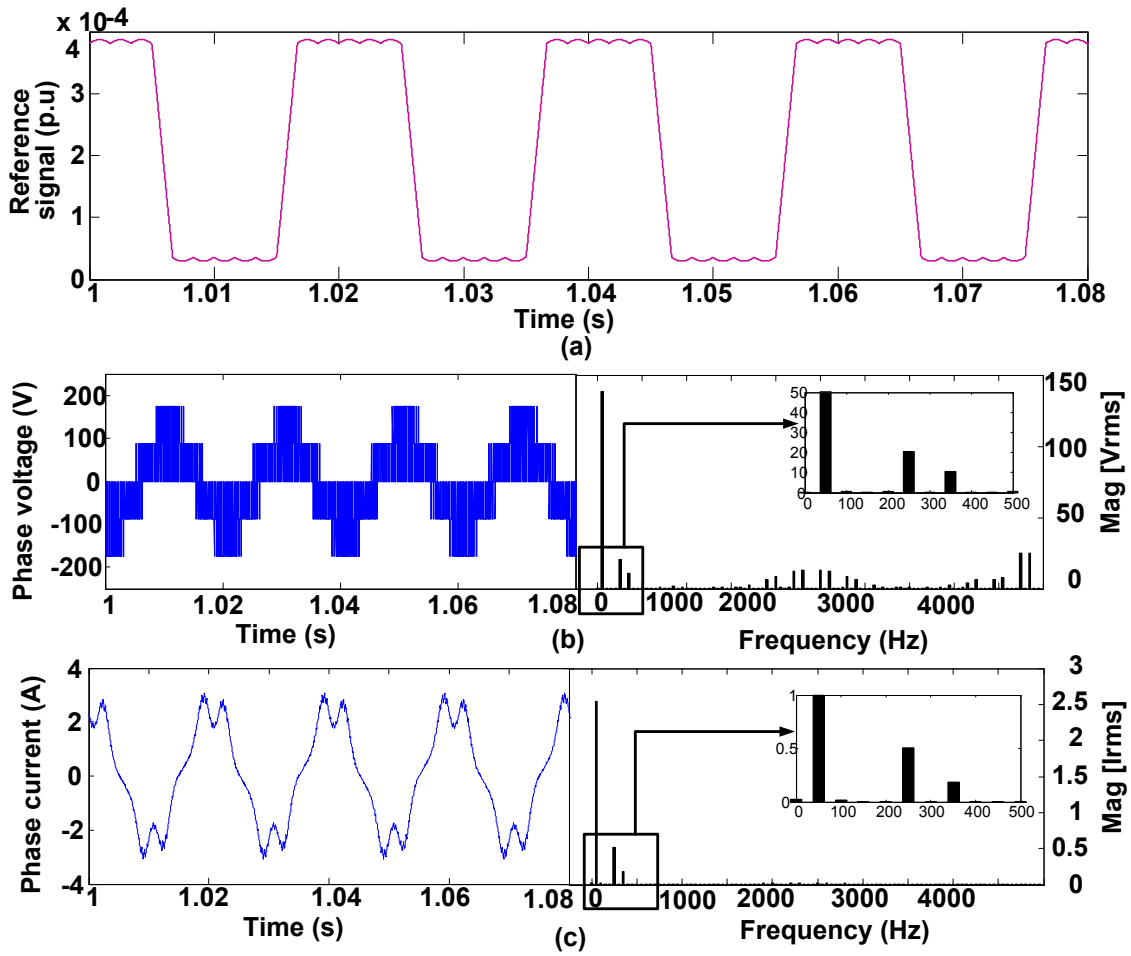 x 10-4
4
3
2
1
0
Reference
signal (p.u)
1 1.01 1.02 1.03 1.04 1.05 1.06 1.07 1.08
Time (s)
(a)
200
100
0
-100
-200
Phase voltage (V)
1 1.02 1.04 1.06 1.08
Time (s)
50
40
30
20
10
0
0 100 200 300 400 500
150
100
50
0
Mag [Vrms]
0 1000 2000 3000 4000
Frequency (Hz)
(b)
4
2
0
-2
-4
Phase current (A)
1 1.02 1.04 1.06 1.08
Time (s)
1
0.5
0
0 100 200 300 400 500
3
2.5
2
1.5
1
0.5
0
Mag [Irms]
0 1000 2000 3000 4000
Frequency (Hz)
(c)